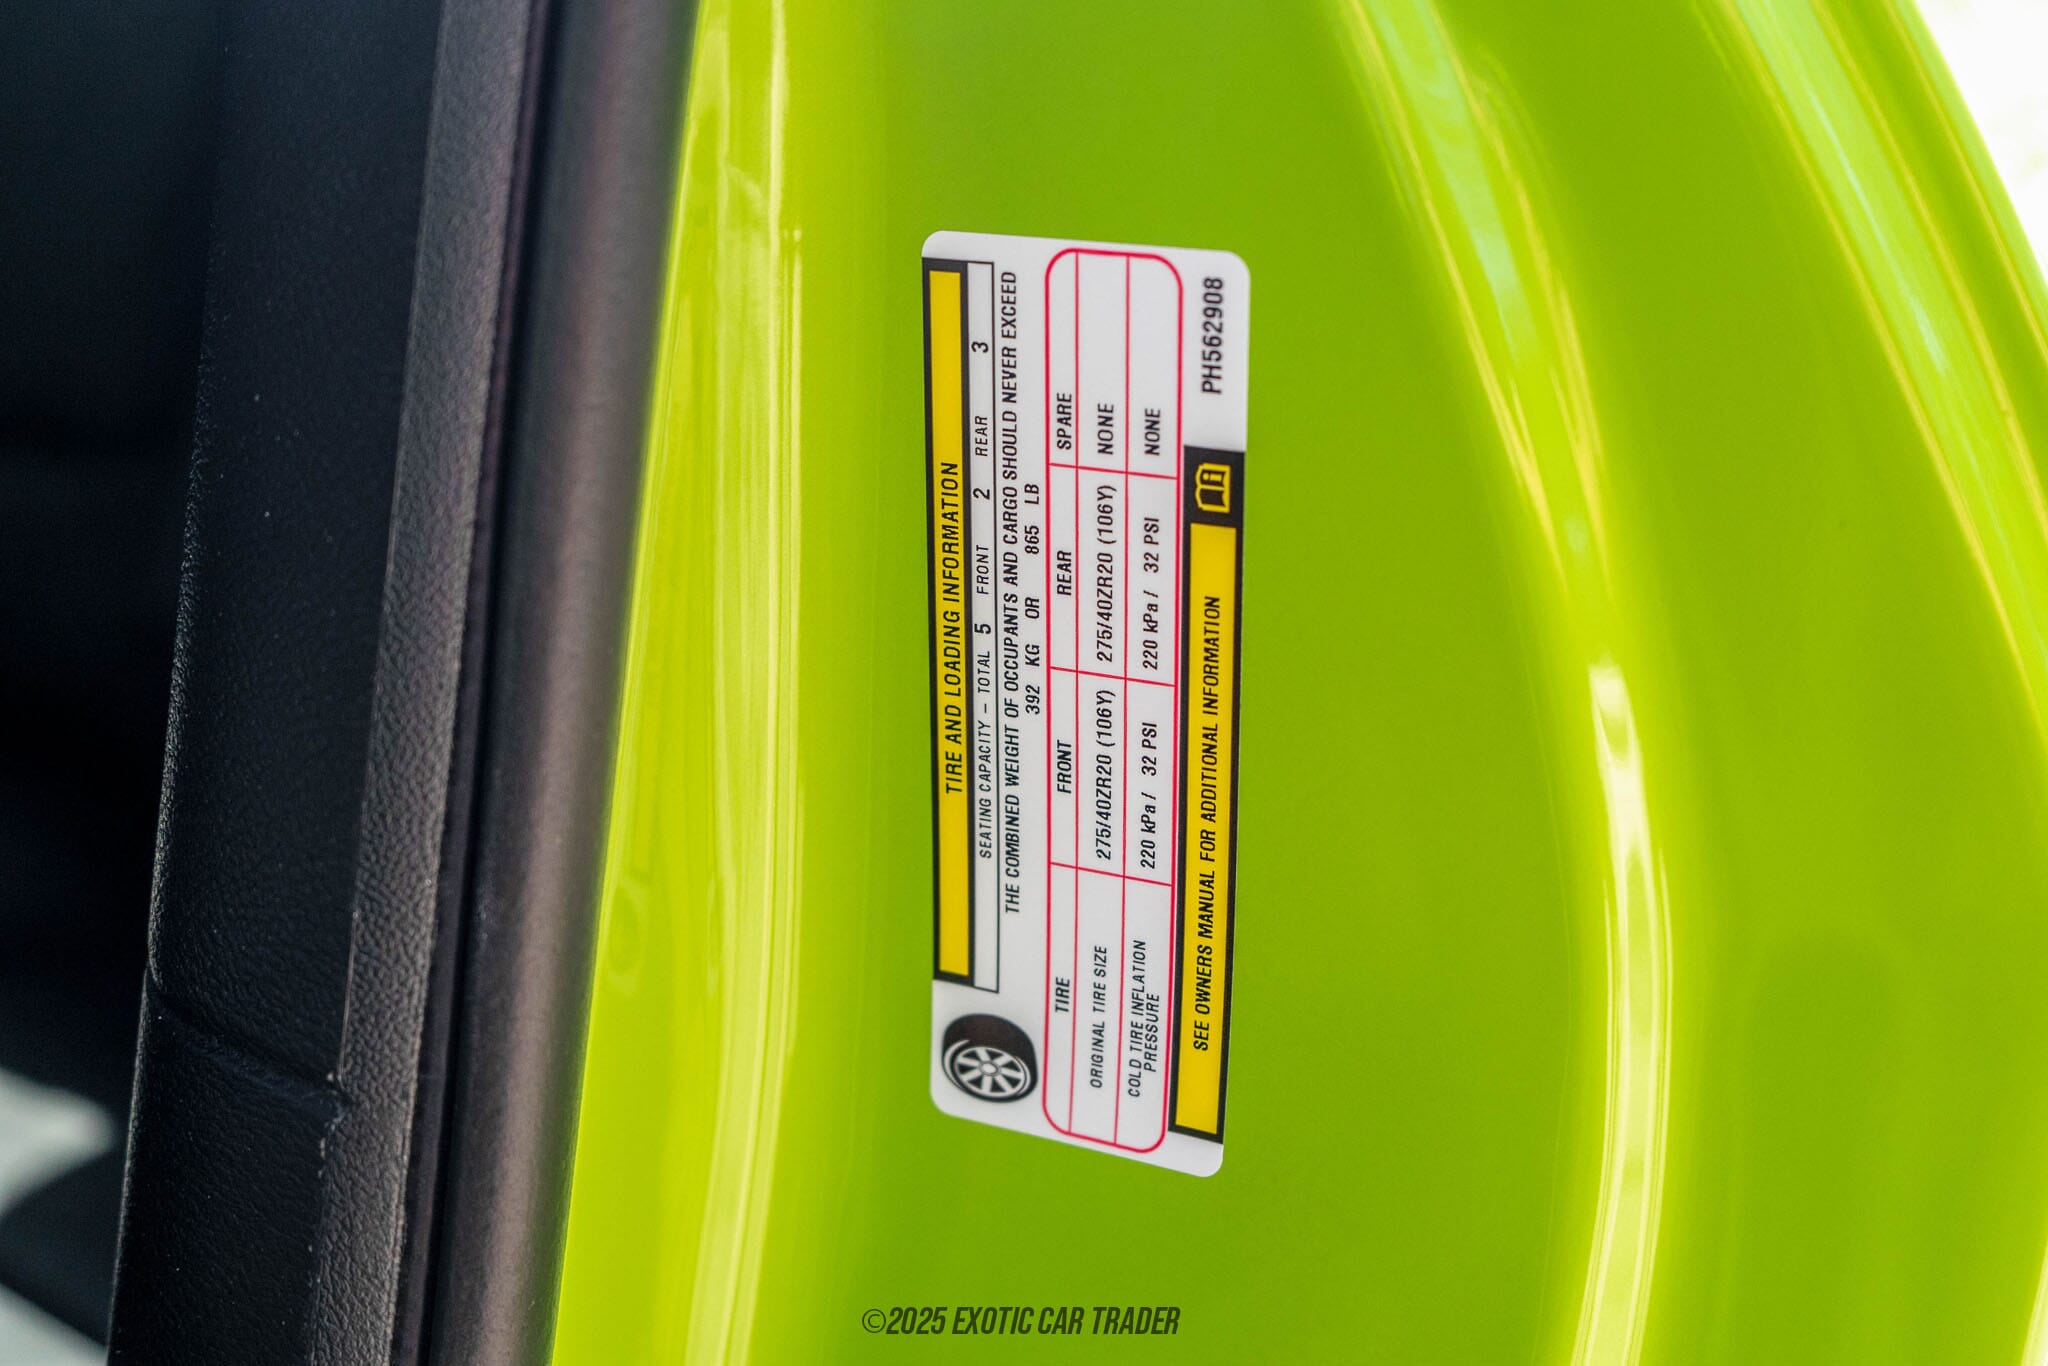 TIRE AND LOADING INFORMATION
SEATING CAPACITY – TOTAL 5 FRONT 2 REAR 3
THE COMBINED WEIGHT OF OCCUPANTS AND CARGO SHOULD NEVER EXCEED
392 KG OR 865 LB
TIRE FRONT REAR SPARE
ORIGINAL TIRE SIZE 275/40ZR20 (106Y) 275/40ZR20 (106Y) NONE
COLD TIRE INFLATION
PRESSURE 220 kPa / 32 PSI 220 kPa / 32 PSI NONE
SEE OWNERS MANUAL FOR ADDITIONAL INFORMATION
PH562908
©2025 EXOTIC CAR TRADER